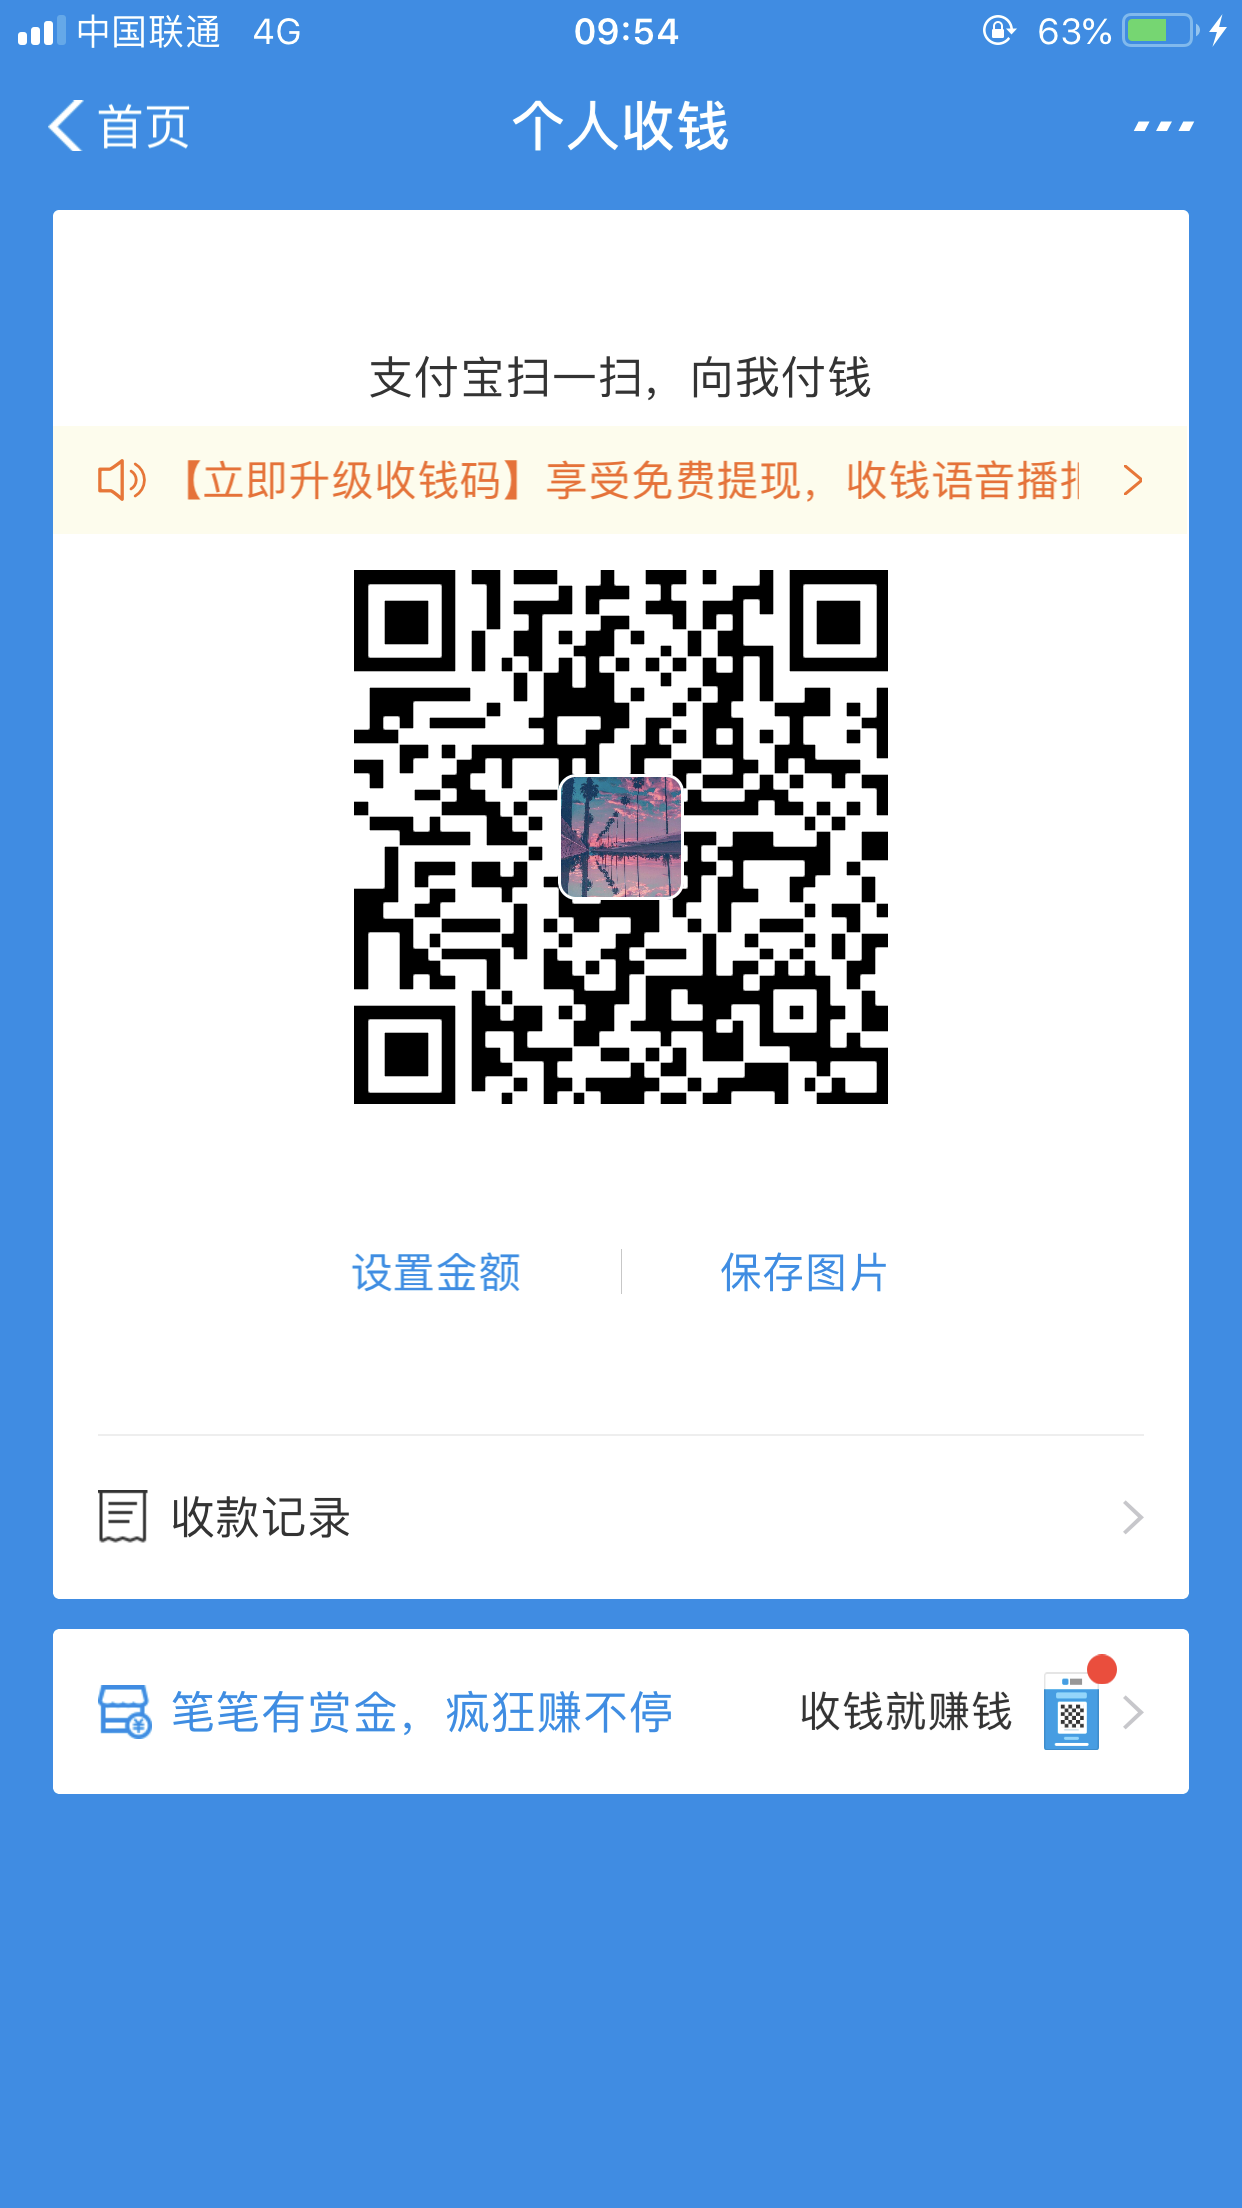 中国联通 4G 09:54 63%
首页 个人收钱
支付宝扫一扫，向我付钱
【立即升级收钱码】享受免费提现，收钱语音播
设置金额 保存图片
收款记录
笔笔有赏金，疯狂赚不停 收钱就赚钱